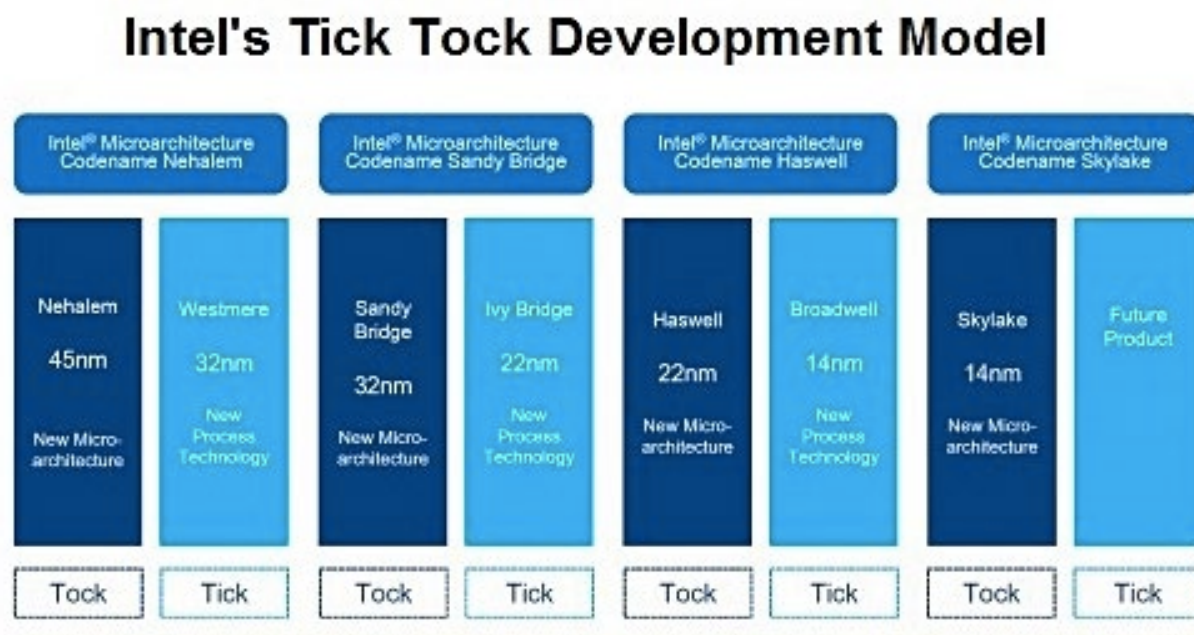 Intel's Tick Tock Development Model
Intel® Microarchitecture
Codename Nehalem
Intel® Microarchitecture
Codename Sandy Bridge
Intel® Microarchitecture
Codename Haswell
Intel® Microarchitecture
Codename Skylake
Nehalem
45nm
New Micro-
architecture
Westmere
32nm
New
Process
Technology
Sandy
Bridge
32nm
New Micro-
architecture
Ivy Bridge
22nm
New
Process
Technology
Haswell
22nm
New Micro-
architecture
Broadwell
14nm
New
Process
Technology
Skylake
14nm
New Micro-
architecture
Future
Product
Tock
Tick
Tock
Tick
Tock
Tick
Tock
Tick